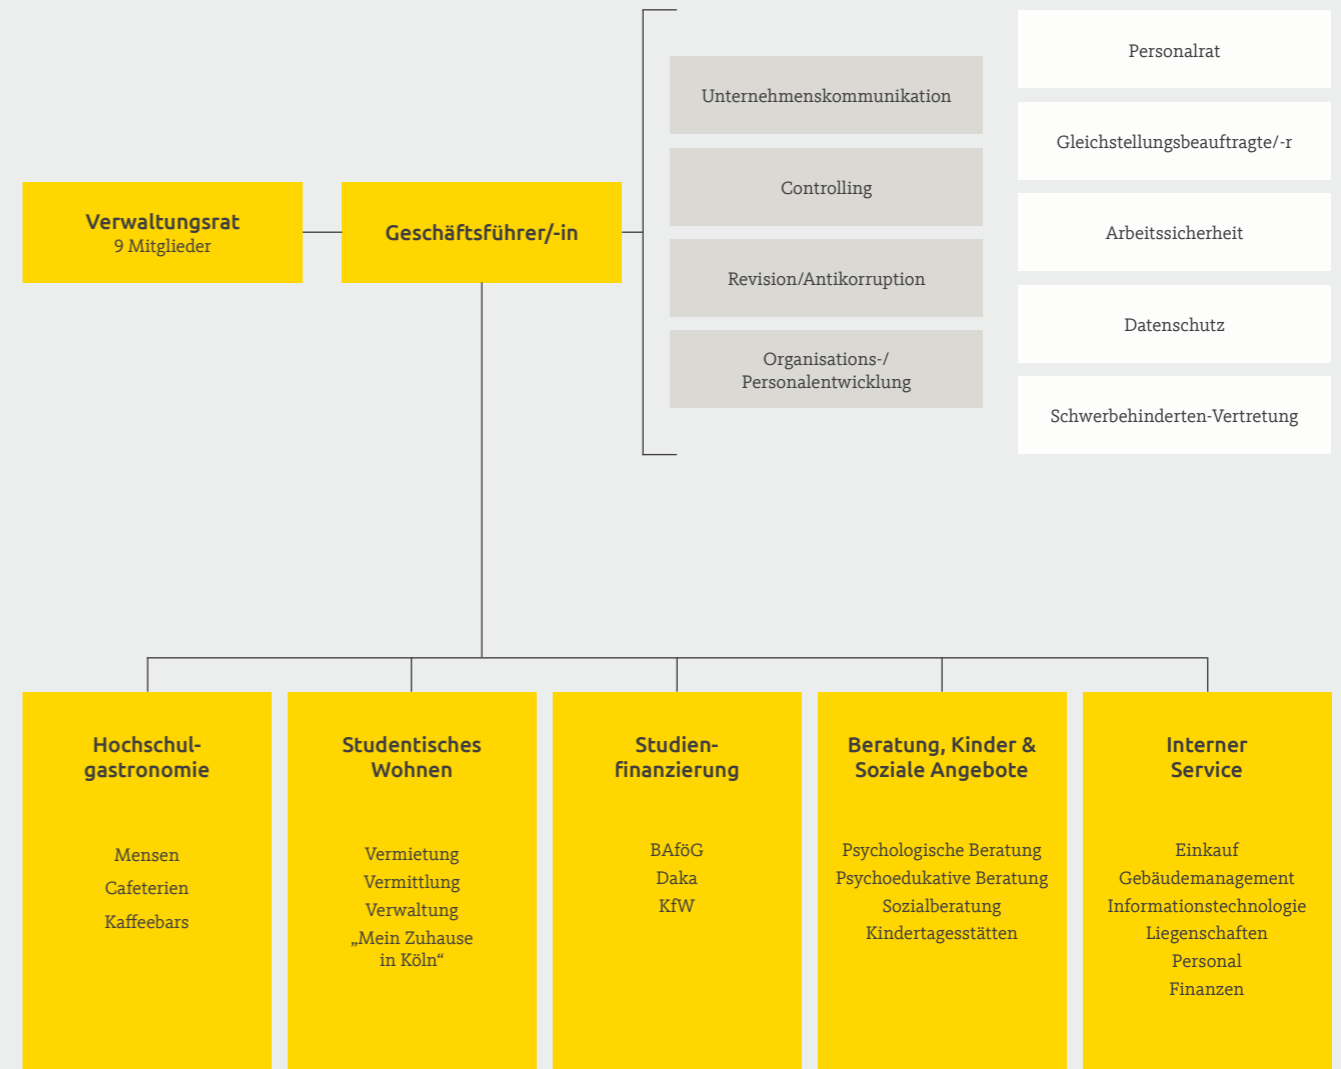 Verwaltungsrat
9 Mitglieder
Geschäftsführer/-in
Unternehmenskommunikation
Controlling
Revision/Antikorruption
Organisations-/
Personalentwicklung
Personalrat
Gleichstellungsbeauftragte/-r
Arbeitssicherheit
Datenschutz
Schwerbehinderten-Vertretung
Hochschul-
gastronomie
Mensen
Cafeterien
Kaffeebars
Studentisches
Wohnen
Vermietung
Vermittlung
Verwaltung
„Mein Zuhause
in Köln“
Studien-
finanzierung
BAföG
Daka
KfW
Beratung, Kinder &
Soziale Angebote
Psychologische Beratung
Psychoedukative Beratung
Sozialberatung
Kindertagesstätten
Interner
Service
Einkauf
Gebäudemanagement
Informationstechnologie
Liegenschaften
Personal
Finanzen